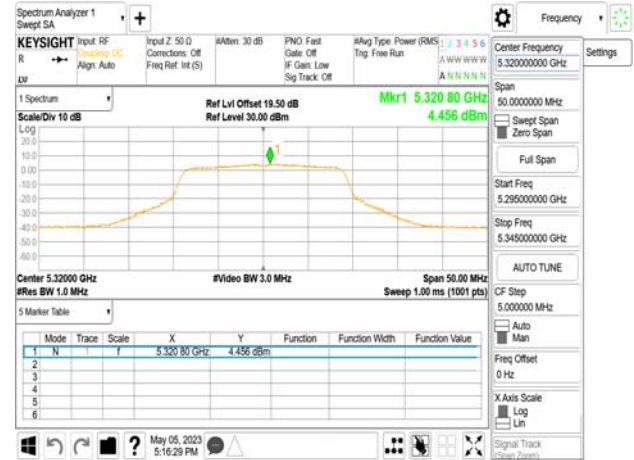 Spectrum Analyzer 1
Swept SA
Frequency
KEYSIGHT Input: RF Input Z: 50 Ω #Atten: 30 dB PNO: Fast #Avg Type: Power (RMS 1 2 3 4 5 6
R Coupling: DC Corrections: Off Gate: Off Trig: Free Run A W W W W W
Align: Auto Freq Ref: Int (S) IF Gain: Low A N N N N N
Sig Track: Off
Center Frequency
5.320000000 GHz
Settings
Span
50.0000000 MHz
Swept Span
Zero Span
Full Span
Start Freq
5.295000000 GHz
Stop Freq
5.345000000 GHz
AUTO TUNE
CF Step
5.000000 MHz
Auto
Man
Freq Offset
0 Hz
X Axis Scale
Log
Lin
Signal Track
(Span Zoom)
1 Spectrum
Ref Lvl Offset 19.50 dB Mkr1 5.320 80 GHz
Scale/Div 10 dB Ref Level 30.00 dBm 4.456 dBm
Log
20.0
10.0
0.00
-10.0
-20.0
-30.0
-40.0
-50.0
-60.0
1
Center 5.32000 GHz #Video BW 3.0 MHz Span 50.00 MHz
#Res BW 1.0 MHz Sweep 1.00 ms (1001 pts)
5 Marker Table
Mode Trace Scale X Y Function Function Width Function Value
1 N 1 f 5.320 80 GHz 4.456 dBm
2
3
4
5
6
May 05, 2023
5:16:29 PM